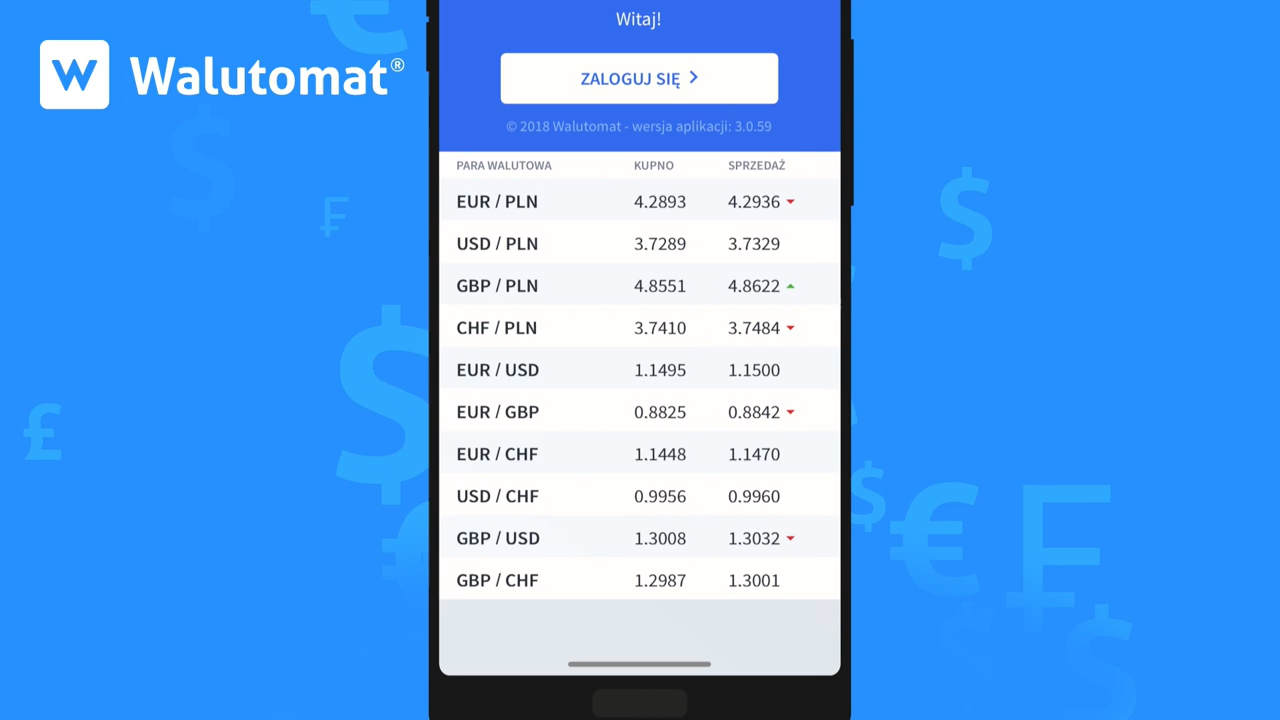 Walutomat®
Witaj!
ZALOGUJ SIĘ
© 2018 Walutomat - wersja aplikacji: 3.0.59
PARA WALUTOWA KUPNO SPRZEDAŻ
EUR / PLN 4.2893 4.2936
USD / PLN 3.7289 3.7329
GBP / PLN 4.8551 4.8622
CHF / PLN 3.7410 3.7484
EUR / USD 1.1495 1.1500
EUR / GBP 0.8825 0.8842
EUR / CHF 1.1448 1.1470
USD / CHF 0.9956 0.9960
GBP / USD 1.3008 1.3032
GBP / CHF 1.2987 1.3001